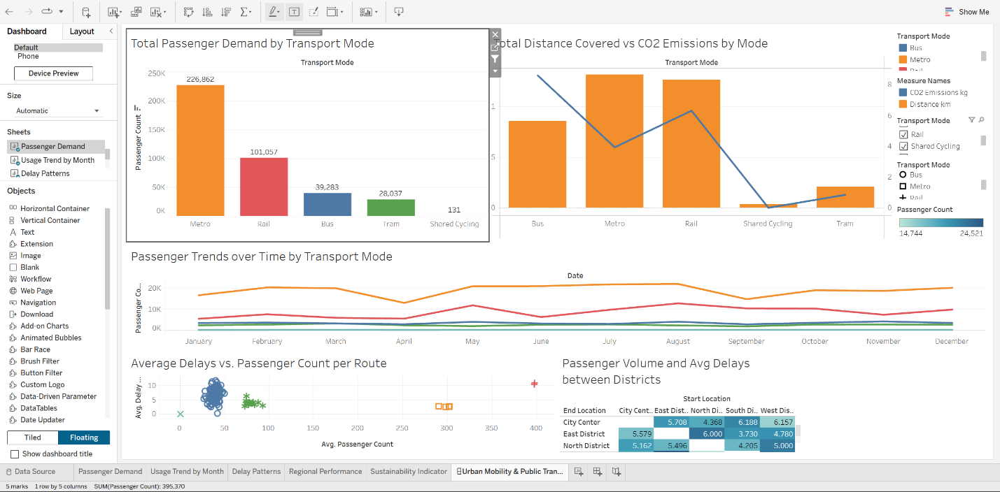 Show Me
Dashboard
Layout
Default
Phone
Device Preview
Size
Automatic
Sheets
Passenger Demand
Usage Trend by Month
Delay Patterns
Objects
Horizontal Container
Vertical Container
Text
Extension
Image
Blank
Workflow
Web Page
Navigation
Download
Add-on Charts
Animated Bubbles
Bar Race
Brush Filter
Button Filter
Custom Logo
Data-Driven Parameter
DataTables
Date Updater
Tiled
Floating
Show dashboard title
Total Passenger Demand by Transport Mode
Transport Mode
Passenger Count
250K
200K
150K
100K
50K
0K
226,862
101,057
39,283
28,037
131
Metro
Rail
Bus
Tram
Shared Cycling
Total Distance Covered vs CO2 Emissions by Mode
Transport Mode
1
5
0
8
6
4
2
0
Bus
Metro
Rail
Shared Cycling
Tram
Transport Mode
Bus
Metro
Rail
Measure Names
CO2 Emissions kg
Distance km
Transport Mode
Rail
Shared Cycling
Transport Mode
Bus
Metro
Rail
Passenger Count
14,744 24,521
Passenger Trends over Time by Transport Mode
Date
Passenger Co...
20K
10K
0K
January February March April May June July August September October November December
Average Delays vs. Passenger Count per Route
Avg. Delay ...
10
5
0
0 50 100 150 200 250 300 350 400
Avg. Passenger Count
Passenger Volume and Avg Delays
between Districts
Start Location
End Location City Cent.. East Dist.. North Di.. South Di.. West Dis..
City Center 5.708 4.368 6.188 6.157
East District 5.579 6.000 3.730 4.780
North District 5.162 5.496 4.205 5.000
Data Source Passenger Demand Usage Trend by Month Delay Patterns Regional Performance Sustainability Indicator Urban Mobility & Public Tran...
5 marks 1 row by 5 columns SUM(Passenger Count): 395,370